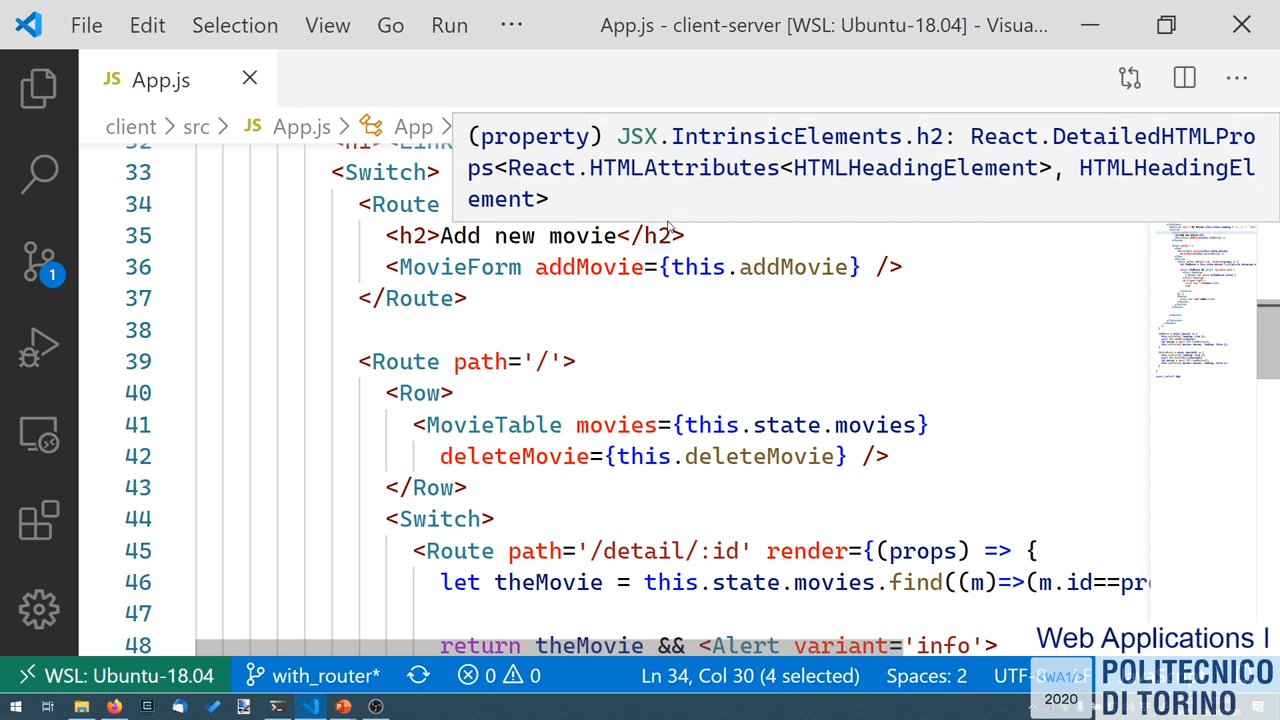 File Edit Selection View Go Run ··· App.js - client-server [WSL: Ubuntu-18.04] - Visua...
JS App.js
client > src > JS App.js > App >
(property) JSX.IntrinsicElements.h2: React.DetailedHTMLPro
ps<React.HTMLAttributes<HTMLHeadingElement>, HTMLHeadingEl
ement>
33 <Switch>
34 <Route
35 <h2>Add new movie</h2>
36 <MovieForm addMovie={this.addMovie} />
37 </Route>
38
39 <Route path='/'>
40 <Row>
41 <MovieTable movies={this.state.movies}
42 deleteMovie={this.deleteMovie} />
43 </Row>
44 <Switch>
45 <Route path='/detail/:id' render={(props) => {
46 let theMovie = this.state.movies.find((m)=>(m.id==pr
47
48 return theMovie && <Alert variant='info'>
1
Web Applications I
WSL: Ubuntu-18.04 with_router* 0 0 Ln 34, Col 30 (4 selected) Spaces: 2
POLITECNICO
DI TORINO
WA1/>
2020